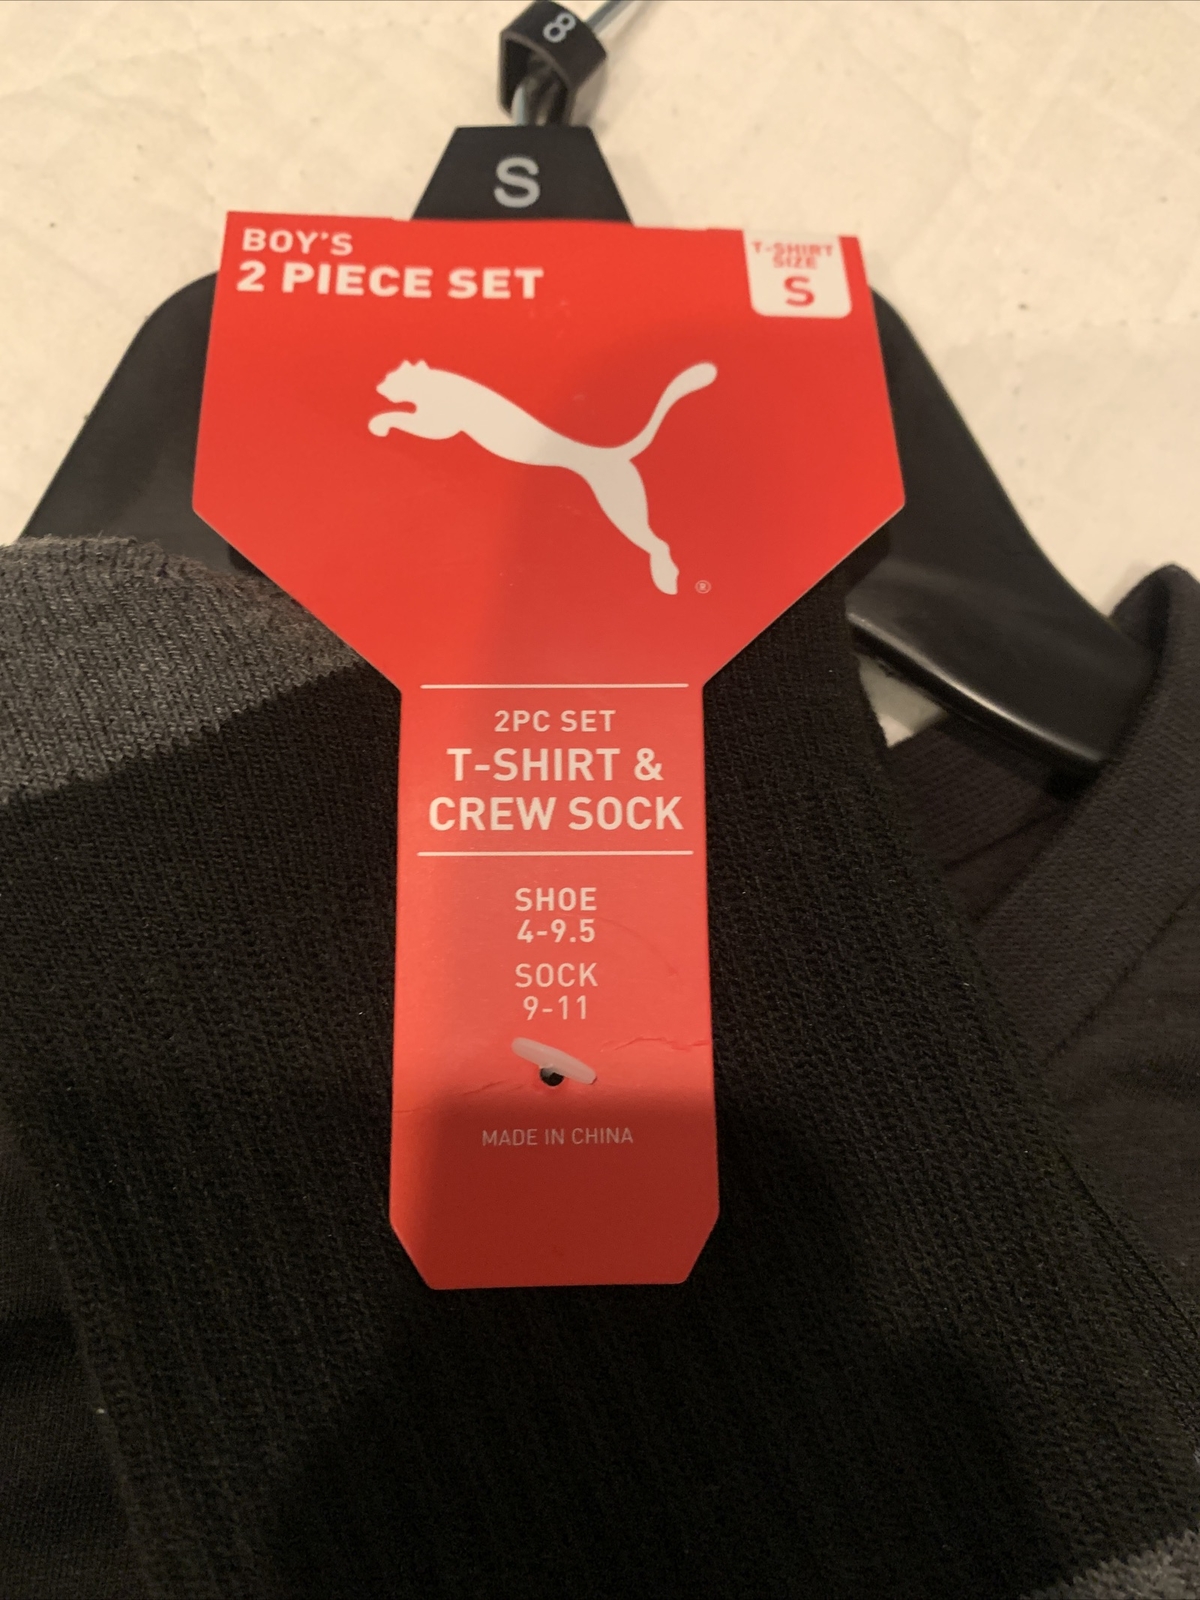 8
S
BOY'S
2 PIECE SET
T-SHIRT
SIZE
S
®
2PC SET
T-SHIRT &
CREW SOCK
SHOE
4-9.5
SOCK
9-11
MADE IN CHINA